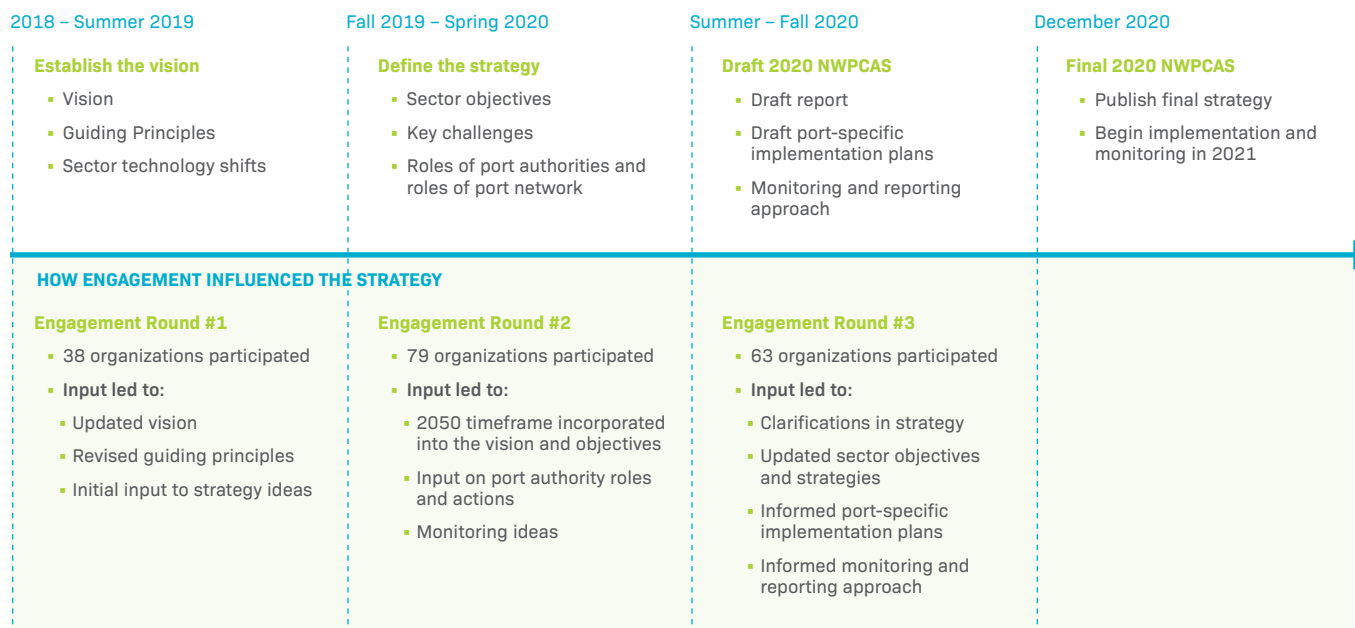 2018 – Summer 2019
Establish the vision
▪ Vision
▪ Guiding Principles
▪ Sector technology shifts
Fall 2019 – Spring 2020
Define the strategy
▪ Sector objectives
▪ Key challenges
▪ Roles of port authorities and
roles of port network
Summer – Fall 2020
Draft 2020 NWPCAS
▪ Draft report
▪ Draft port-specific
implementation plans
▪ Monitoring and reporting
approach
December 2020
Final 2020 NWPCAS
▪ Publish final strategy
▪ Begin implementation and
monitoring in 2021
HOW ENGAGEMENT INFLUENCED THE STRATEGY
Engagement Round #1
▪ 38 organizations participated
▪ Input led to:
▪ Updated vision
▪ Revised guiding principles
▪ Initial input to strategy ideas
Engagement Round #2
▪ 79 organizations participated
▪ Input led to:
▪ 2050 timeframe incorporated
into the vision and objectives
▪ Input on port authority roles
and actions
▪ Monitoring ideas
Engagement Round #3
▪ 63 organizations participated
▪ Input led to:
▪ Clarifications in strategy
▪ Updated sector objectives
and strategies
▪ Informed port-specific
implementation plans
▪ Informed monitoring and
reporting approach